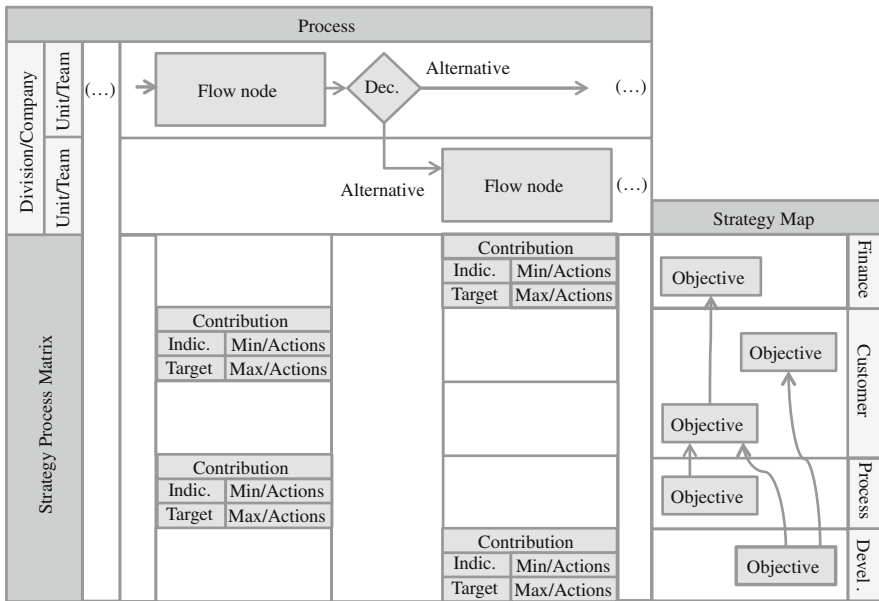 Process
Division/Company
Unit/Team
(...)
Flow node
Dec.
Alternative
(...)
Unit/Team
Alternative
Flow node
(...)
Strategy Map
Strategy Process Matrix
Contribution
Indic. Min/Actions
Target Max/Actions
Objective
Finance
Contribution
Indic. Min/Actions
Target Max/Actions
Objective
Customer
Objective
Contribution
Indic. Min/Actions
Target Max/Actions
Objective
Process
Contribution
Indic. Min/Actions
Target Max/Actions
Objective
Devel .